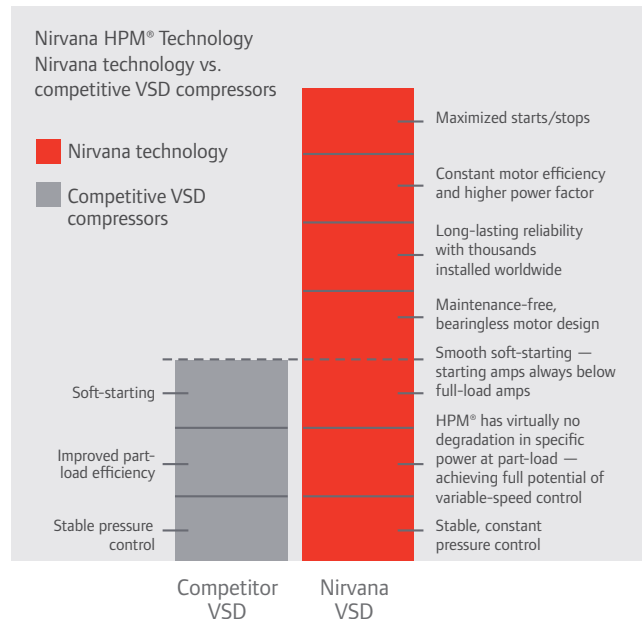 Nirvana HPM® Technology
Nirvana technology vs.
competitive VSD compressors
Nirvana technology
Competitive VSD
compressors
Soft-starting
Improved part-
load efficiency
Stable pressure
control
Maximized starts/stops
Constant motor efficiency
and higher power factor
Long-lasting reliability
with thousands
installed worldwide
Maintenance-free,
bearingless motor design
Smooth soft-starting —
starting amps always below
full-load amps
HPM® has virtually no
degradation in specific
power at part-load —
achieving full potential of
variable-speed control
Stable, constant
pressure control
Competitor
VSD
Nirvana
VSD